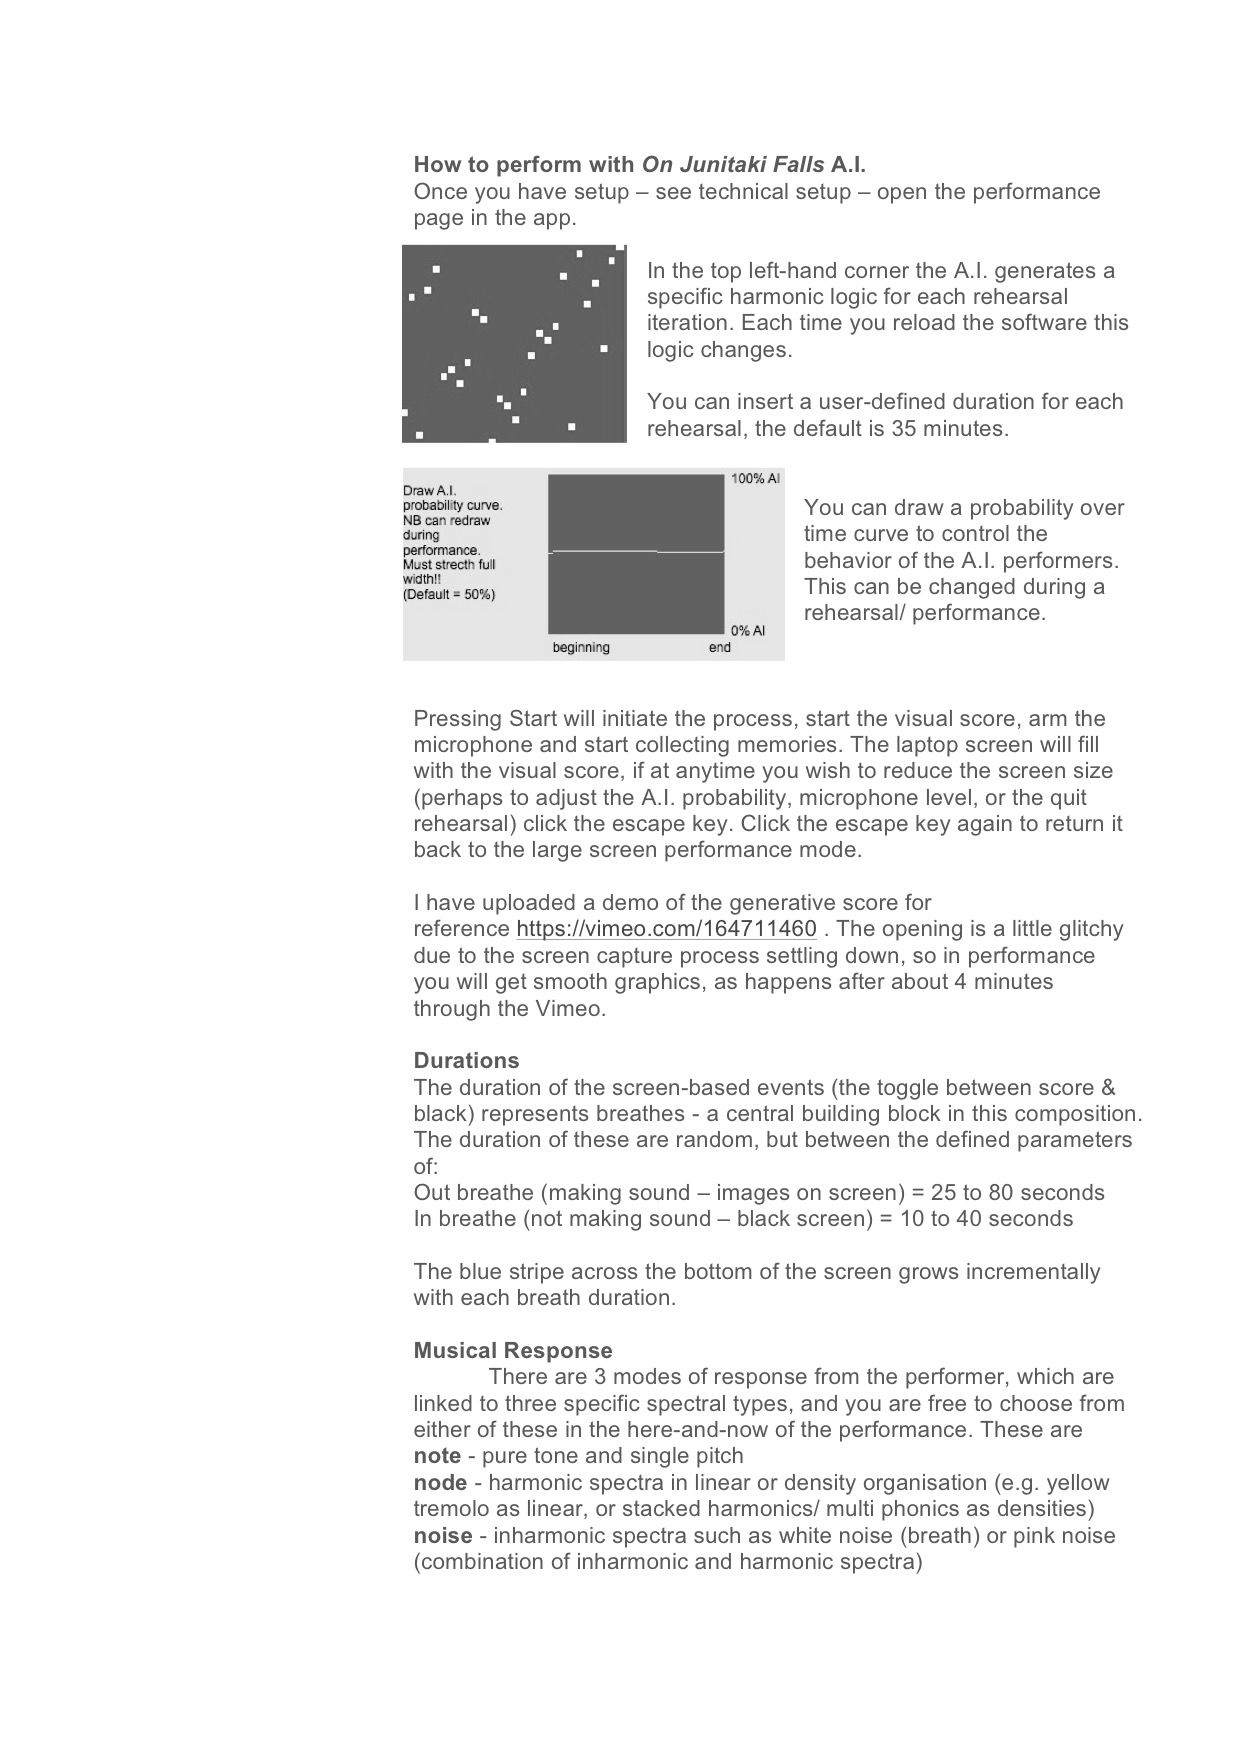 How to perform with On Junitaki Falls A.I.
Once you have setup – see technical setup – open the performance
page in the app.
In the top left-hand corner the A.I. generates a
specific harmonic logic for each rehearsal
iteration. Each time you reload the software this
logic changes.
You can insert a user-defined duration for each
rehearsal, the default is 35 minutes.
Draw A.I.
probability curve.
NB can redraw
during
performance.
Must strecth full
width!!
(Default = 50%)
100% AI
0% AI
beginning
end
You can draw a probability over
time curve to control the
behavior of the A.I. performers.
This can be changed during a
rehearsal/ performance.
Pressing Start will initiate the process, start the visual score, arm the
microphone and start collecting memories. The laptop screen will fill
with the visual score, if at anytime you wish to reduce the screen size
(perhaps to adjust the A.I. probability, microphone level, or the quit
rehearsal) click the escape key. Click the escape key again to return it
back to the large screen performance mode.
I have uploaded a demo of the generative score for
reference https://vimeo.com/164711460 . The opening is a little glitchy
due to the screen capture process settling down, so in performance
you will get smooth graphics, as happens after about 4 minutes
through the Vimeo.
Durations
The duration of the screen-based events (the toggle between score &
black) represents breathes - a central building block in this composition.
The duration of these are random, but between the defined parameters
of:
Out breathe (making sound – images on screen) = 25 to 80 seconds
In breathe (not making sound – black screen) = 10 to 40 seconds
The blue stripe across the bottom of the screen grows incrementally
with each breath duration.
Musical Response
There are 3 modes of response from the performer, which are
linked to three specific spectral types, and you are free to choose from
either of these in the here-and-now of the performance. These are
note - pure tone and single pitch
node - harmonic spectra in linear or density organisation (e.g. yellow
tremolo as linear, or stacked harmonics/ multi phonics as densities)
noise - inharmonic spectra such as white noise (breath) or pink noise
(combination of inharmonic and harmonic spectra)